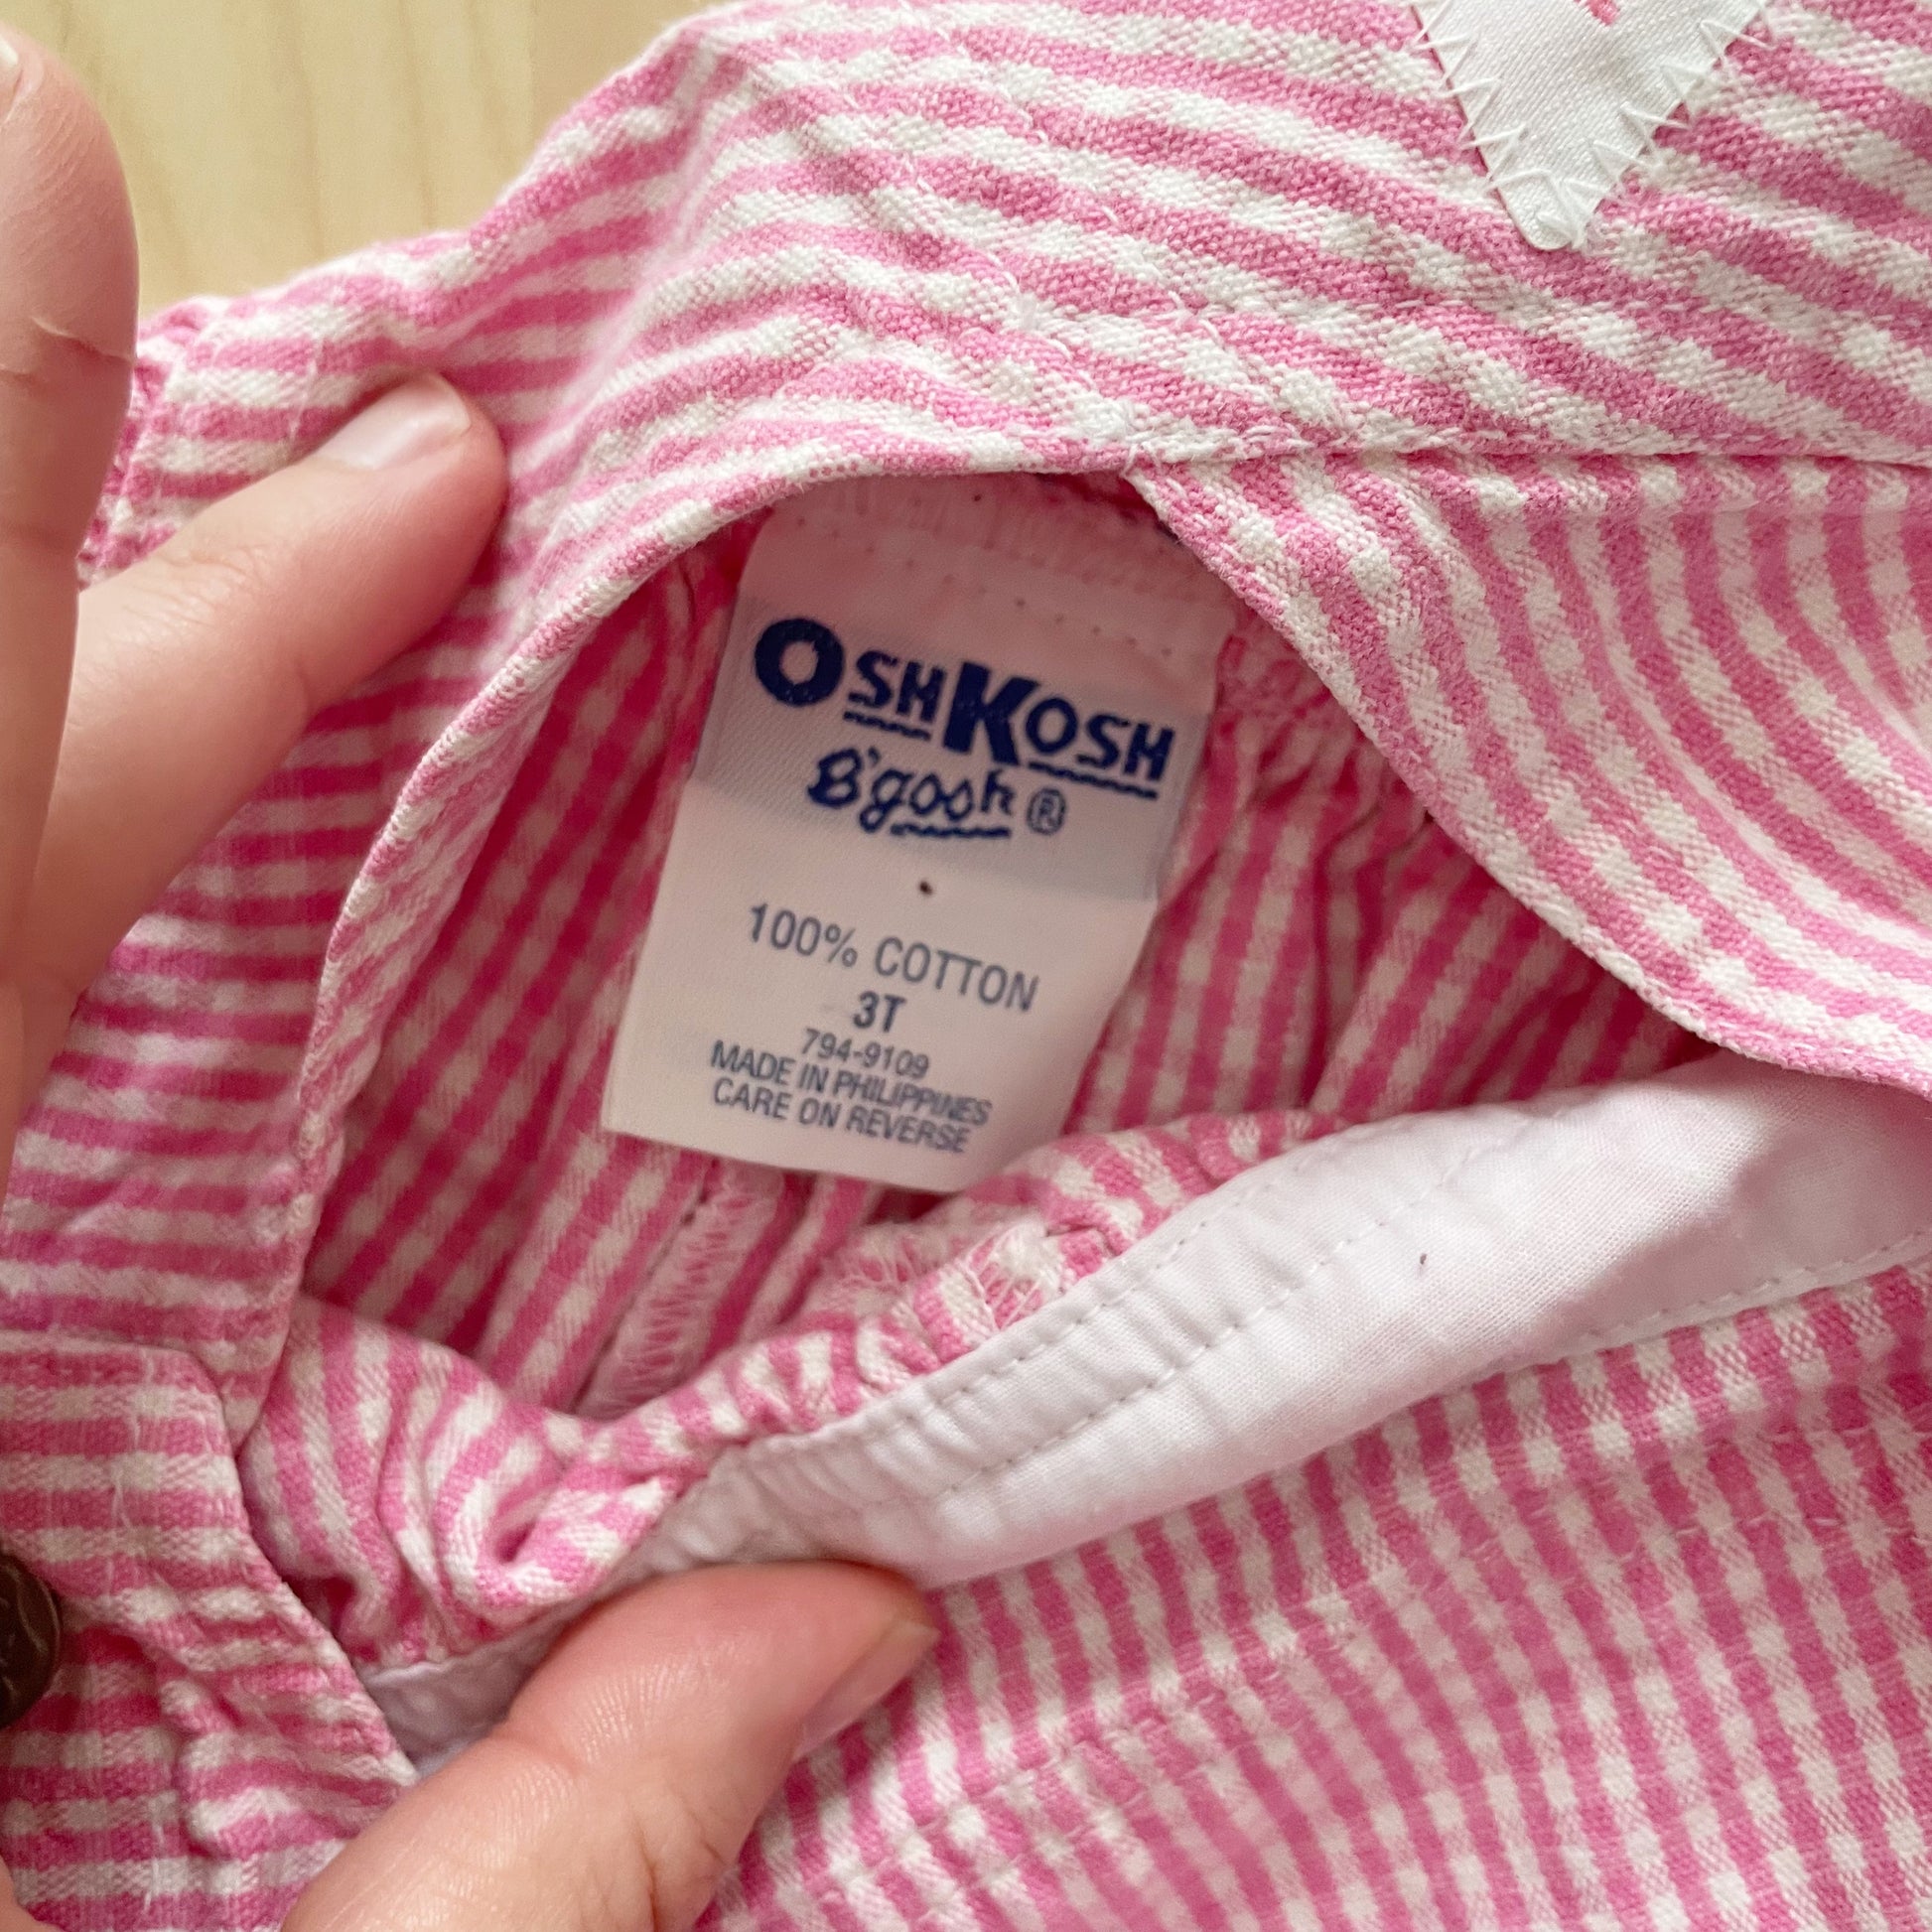 OSHKOSH
B'gosh ®
100% COTTON
3T
794-9109
MADE IN PHILIPPINES
CARE ON REVERSE